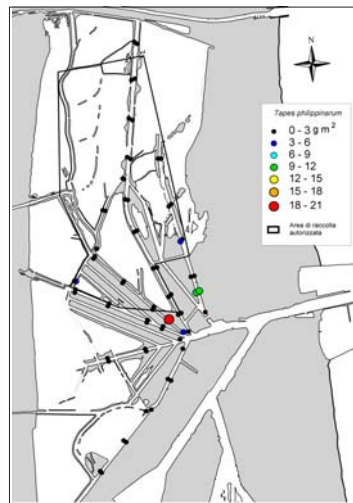 N
Tapes philippinarum
0 - 3 g m²
3 - 6
6 - 9
9 - 12
12 - 15
15 - 18
18 - 21
Area di raccolta
autorizzata